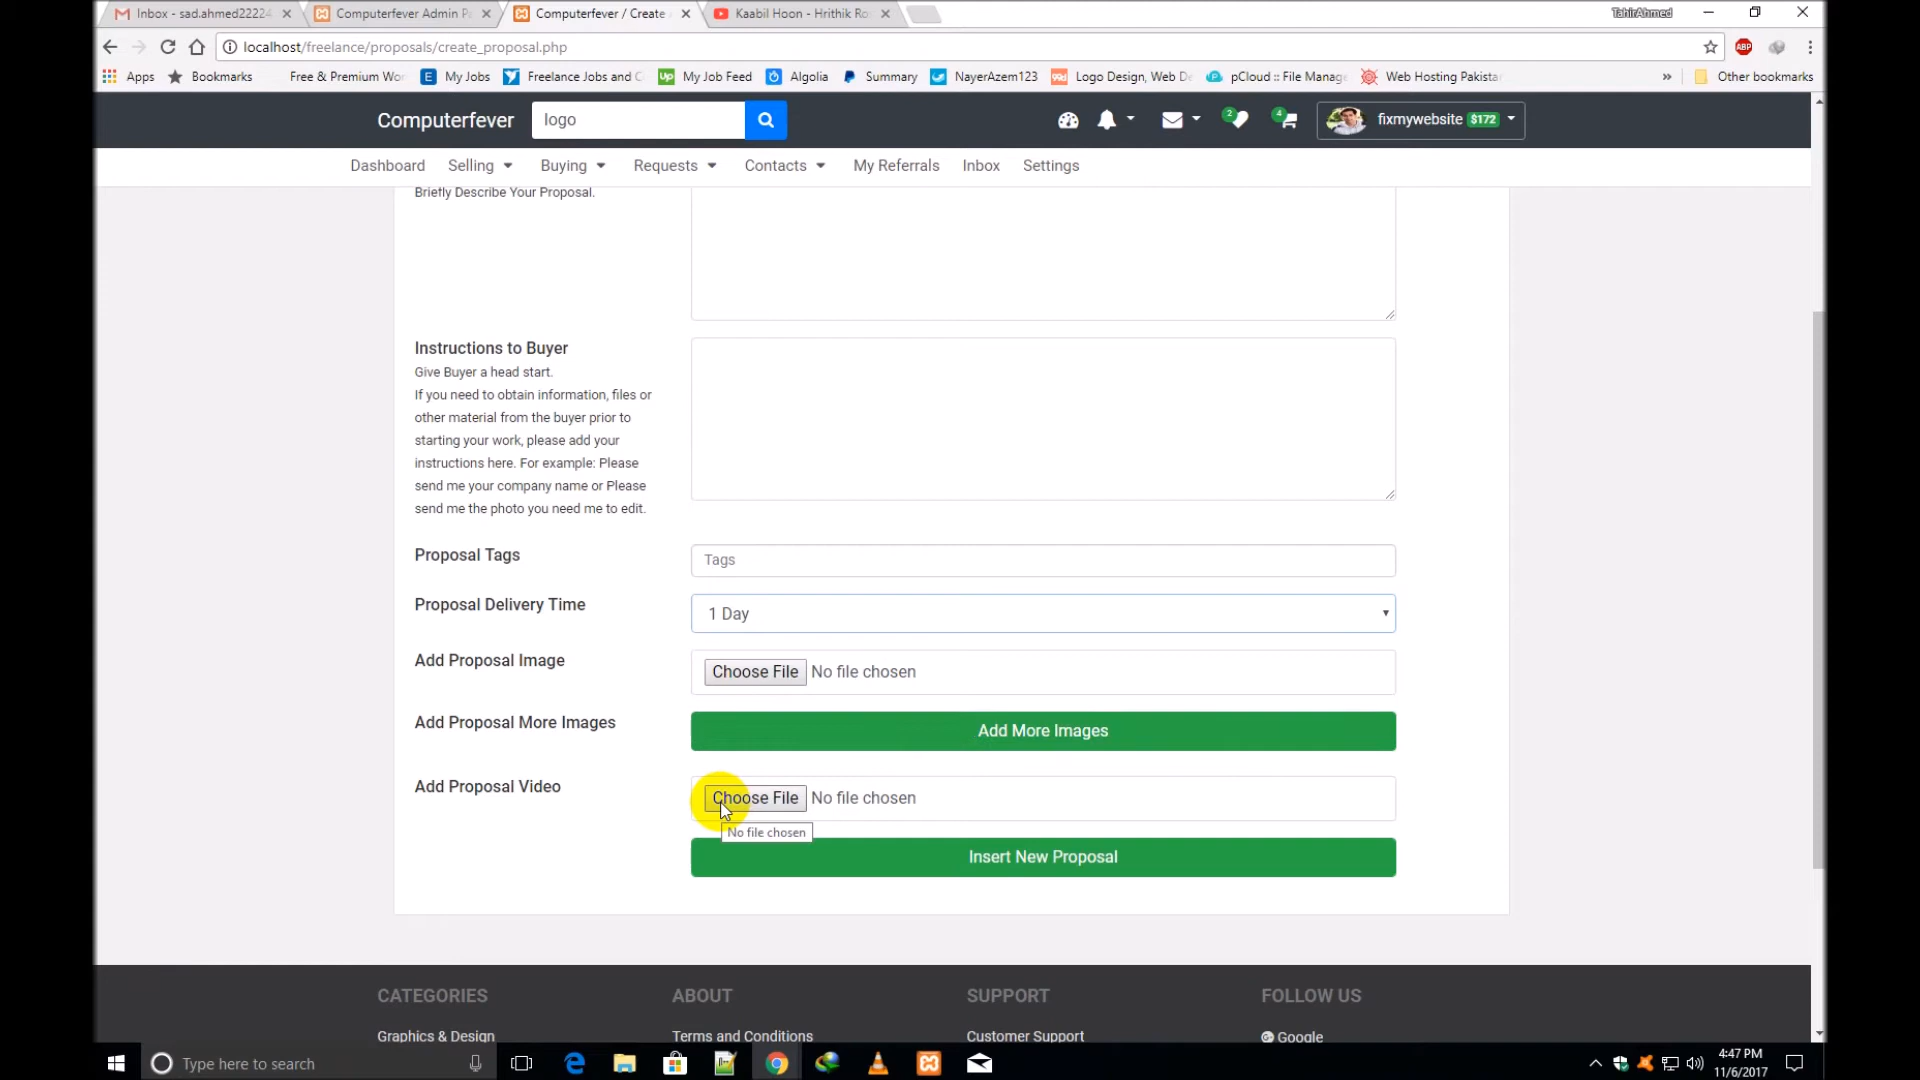 Inbox - sad.ahmed22224
Computerfever Admin P
Computerfever / Create
Kaabil Hoon - Hrithik Ro
TahirAhmed
localhost/freelance/proposals/create_proposal.php
ABP
Apps
Bookmarks
Free & Premium Wo
My Jobs
Freelance Jobs and C
My Job Feed
Algolia
Summary
NayerAzem123
Logo Design, Web De
pCloud :: File Manage
Web Hosting Pakistan
»
Other bookmarks
Computerfever
logo
2
4
fixmywebsite $172
Dashboard
Selling
Buying
Requests
Contacts
My Referrals
Inbox
Settings
Briefly Describe Your Proposal.
Instructions to Buyer
Give Buyer a head start.
If you need to obtain information, files or
other material from the buyer prior to
starting your work, please add your
instructions here. For example: Please
send me your company name or Please
send me the photo you need me to edit.
Proposal Tags
Tags
Proposal Delivery Time
1 Day
Add Proposal Image
Choose File No file chosen
Add Proposal More Images
Add More Images
Add Proposal Video
Choose File No file chosen
No file chosen
Insert New Proposal
CATEGORIES
ABOUT
SUPPORT
FOLLOW US
Graphics & Design
Terms and Conditions
Customer Support
Google
Type here to search
4:47 PM
11/6/2017